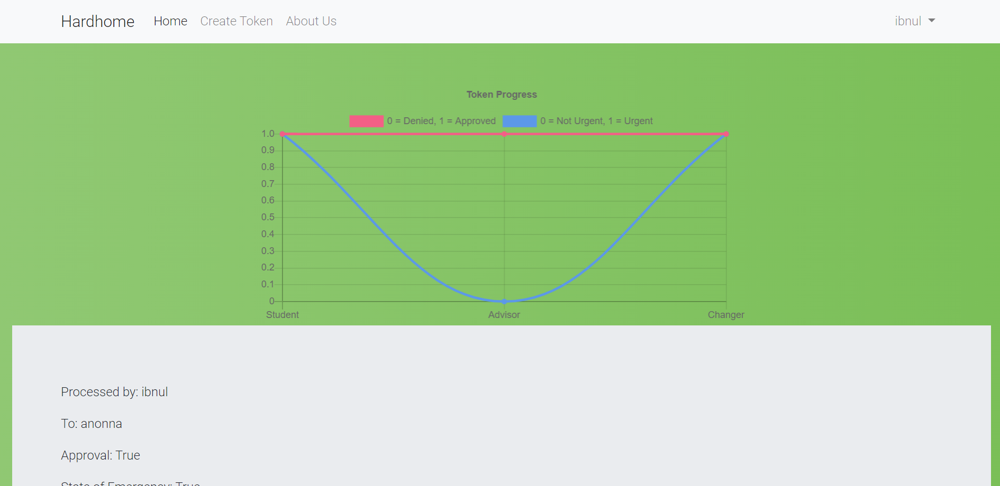 Hardhome Home Create Token About Us ibnul
Token Progress
0 = Denied, 1 = Approved 0 = Not Urgent, 1 = Urgent
1.0
0.9
0.8
0.7
0.6
0.5
0.4
0.3
0.2
0.1
0
Student Advisor Changer
Processed by: ibnul
To: anonna
Approval: True
State of Emergency: True